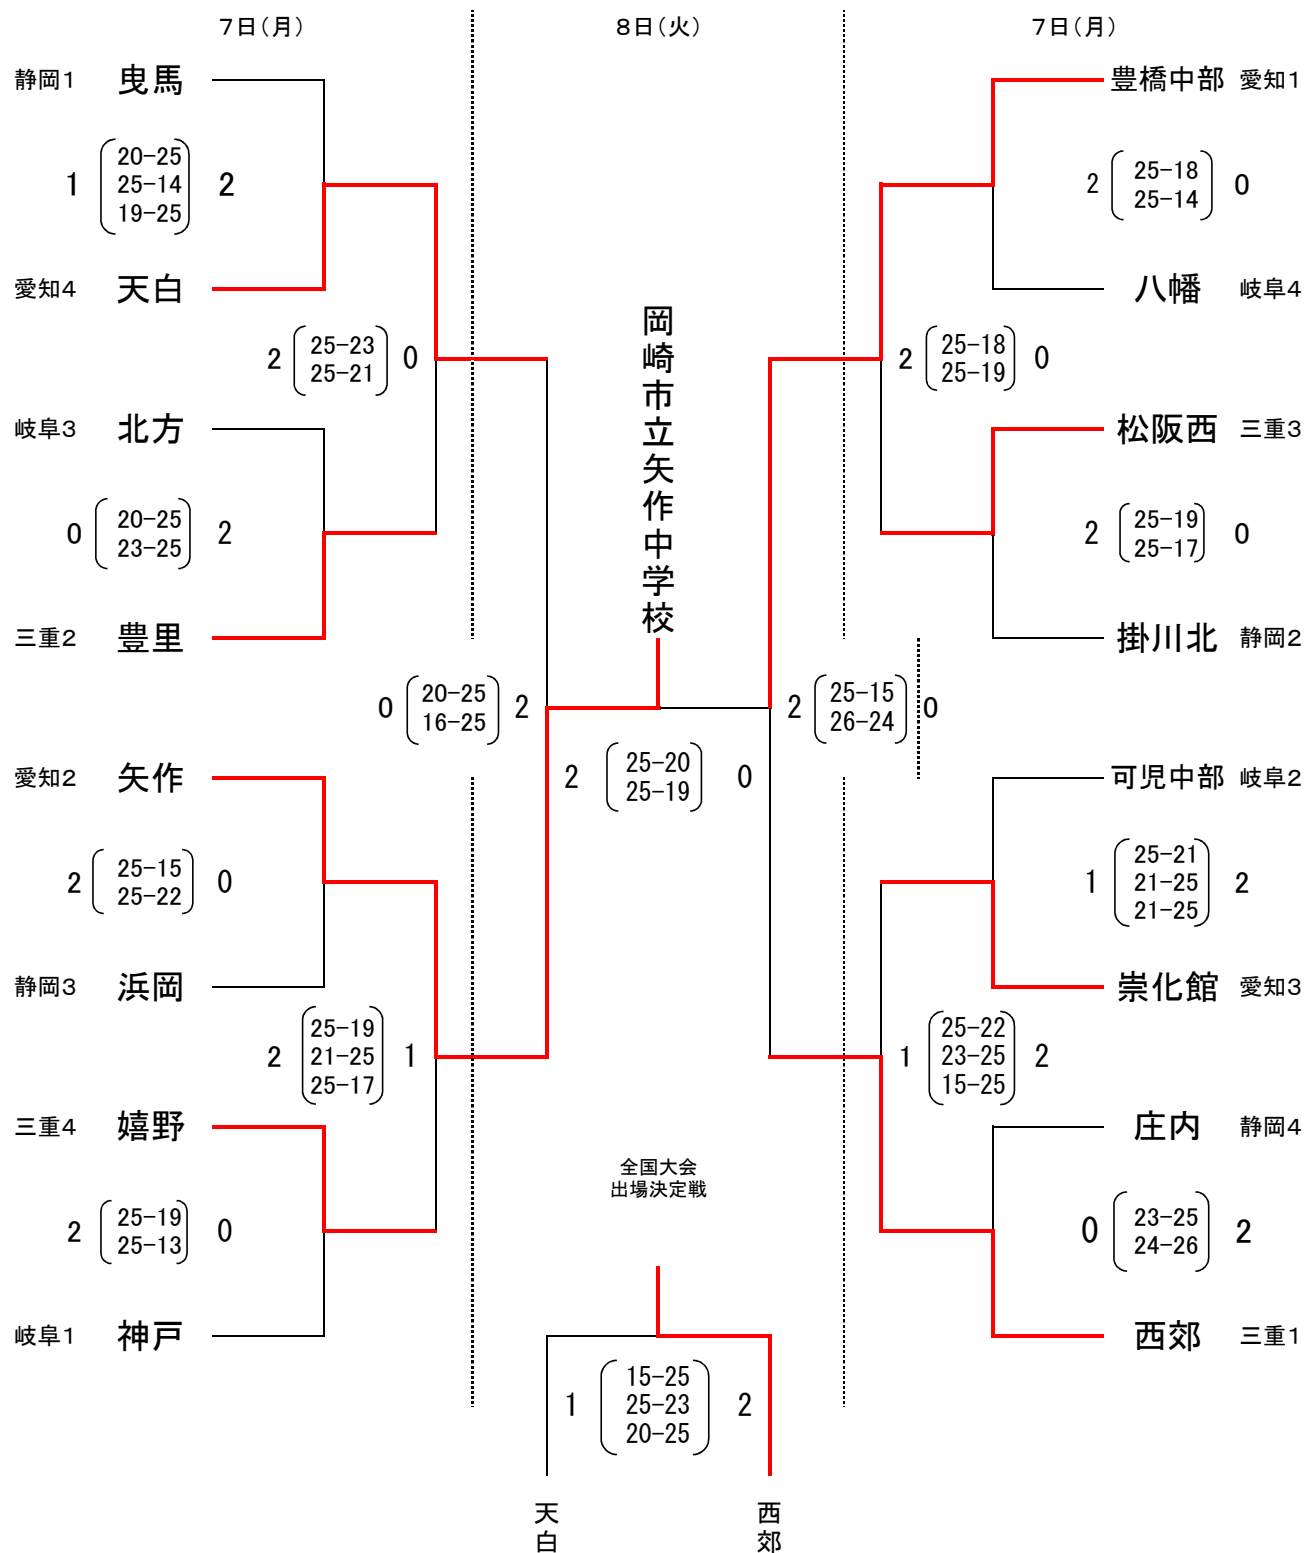 7日(月)
8日(火)
7日(月)
静岡1 曳馬
1 20-25 2
25-14
19-25
愛知4 天白
2 25-23 0
25-21
岐阜3 北方
0 20-25 2
23-25
三重2 豊里
0 20-25 2
16-25
愛知2 矢作
2 25-15 0
25-22
静岡3 浜岡
2 25-19 1
21-25
25-17
三重4 嬉野
2 25-19 0
25-13
岐阜1 神戸
岡崎市立矢作中学校
2 25-20 0
25-19
豊橋中部 愛知1
2 25-18 0
25-14
八幡 岐阜4
2 25-18 0
25-19
松阪西 三重3
2 25-19 0
25-17
掛川北 静岡2
2 25-15 0
26-24
可児中部 岐阜2
1 25-21 2
21-25
21-25
崇化館 愛知3
1 25-22 2
23-25
15-25
庄内 静岡4
0 23-25 2
24-26
西郊 三重1
全国大会
出場決定戦
1 15-25 2
25-23
20-25
天白
西郊